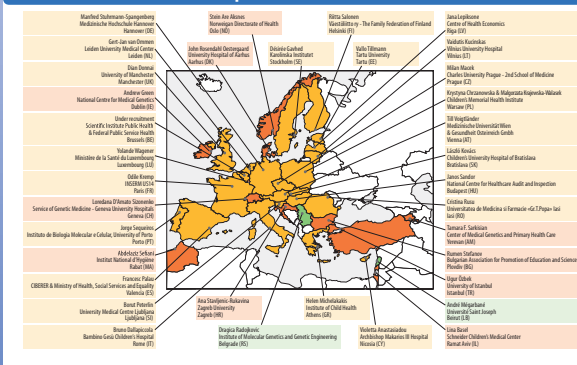 Manfred Stuhrmann-Spangenberg
Medizinische Hochschule Hannover
Hannover (DE)
Gert-Jan van Ommen
Leiden University Medical Center
Leiden (NL)
Dian Donnai
University of Manchester
Manchester (UK)
Andrew Green
National Centre for Medical Genetics
Dublin (IE)
Under recruitment
Scientific Institute Public Health
& Federal Public Service Health
Brussels (BE)
Yolande Wagener
Ministère de la Santé du Luxembourg
Luxembourg (LU)
Odile Kremp
INSERM US14
Paris (FR)
Loredana D'Amato Sizonenko
Service of Genetic Medicine - Geneva University Hospitals
Geneva (CH)
Jorge Sequeiros
Instituto de Biologia Molecular e Celular, University of Porto
Porto (PT)
Abdelaziz Sefiani
Institut National d'Hygiène
Rabat (MA)
Francesc Palau
CIBERER & Ministry of Health, Social Services and Equality
Valencia (ES)
Borut Peterlin
University Medical Centre Ljubljana
Ljubljana (SI)
Bruno Dallapiccola
Bambino Gesù Children's Hospital
Rome (IT)
Stein Are Aksnes
Norwegian Directorate of Health
Oslo (NO)
John Rosendahl Oestergaard
University Hospital of Aarhus
Aarhus (DK)
Désirée Gavhed
Karolinska Institutet
Stockholm (SE)
Riitta Salonen
Väestöliitto ry - The Family Federation of Finland
Helsinki (FI)
Vallo Tillmann
Tartu University
Tartu (EE)
Jana Lepiksone
Centre of Health Economics
Riga (LV)
Vaidutis Kucinskas
Vilnius University Hospital
Vilnius (LT)
Milan Macek
Charles University Prague - 2nd School of Medicine
Prague (CZ)
Krystyna Chrzanowska & Małgorzata Krajewska-Walasek
Children's Memorial Health Institute
Warsaw (PL)
Till Voigtländer
Medizinische Universität Wien
& Gesundheit Österreich Gmbh
Vienna (AT)
László Kovács
Children's University Hospital of Bratislava
Bratislava (SK)
Janos Sandor
National Centre for Healthcare Audit and Inspection
Budapest (HU)
Cristina Rusu
Universitatea de Medicina si Farmacie «Gr.T.Popa» Iasi
Iasi (RO)
Tamara F. Sarkisian
Center of Medical Genetics and Primary Health Care
Yerevan (AM)
Rumen Stefanov
Bulgarian Association for Promotion of Education and Science
Plovdiv (BG)
Ugur Özbek
University of Istanbul
Istanbul (TR)
André Mégarbané
Université Saint Joseph
Beirut (LB)
Lina Basel
Schneider Children's Medical Center
Ramat Aviv (IL)
Ana Stavljenic-Rukavina
Zagreb University
Zagreb (HR)
Dragica Radojkovic
Institute of Molecular Genetics and Genetic Engineering
Belgrade (RS)
Helen Michelakakis
Institute of Child Health
Athens (GR)
Violetta Anastasiadou
Archbishop Makarios III Hospital
Nicosia (CY)